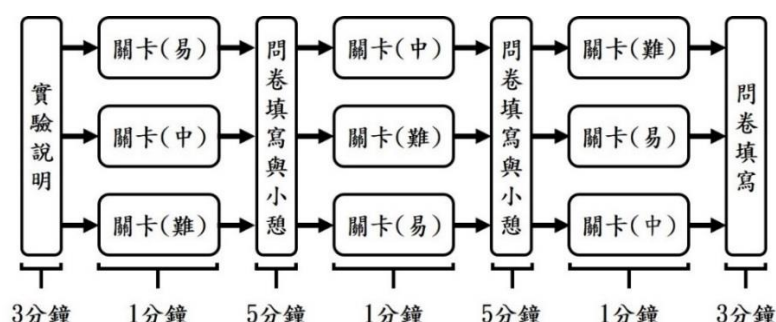 實驗說明
關卡(易)
關卡(中)
關卡(難)
問卷填寫與小憩
關卡(中)
關卡(難)
關卡(易)
問卷填寫與小憩
關卡(難)
關卡(易)
關卡(中)
問卷填寫
3分鐘
1分鐘
5分鐘
1分鐘
5分鐘
1分鐘
3分鐘